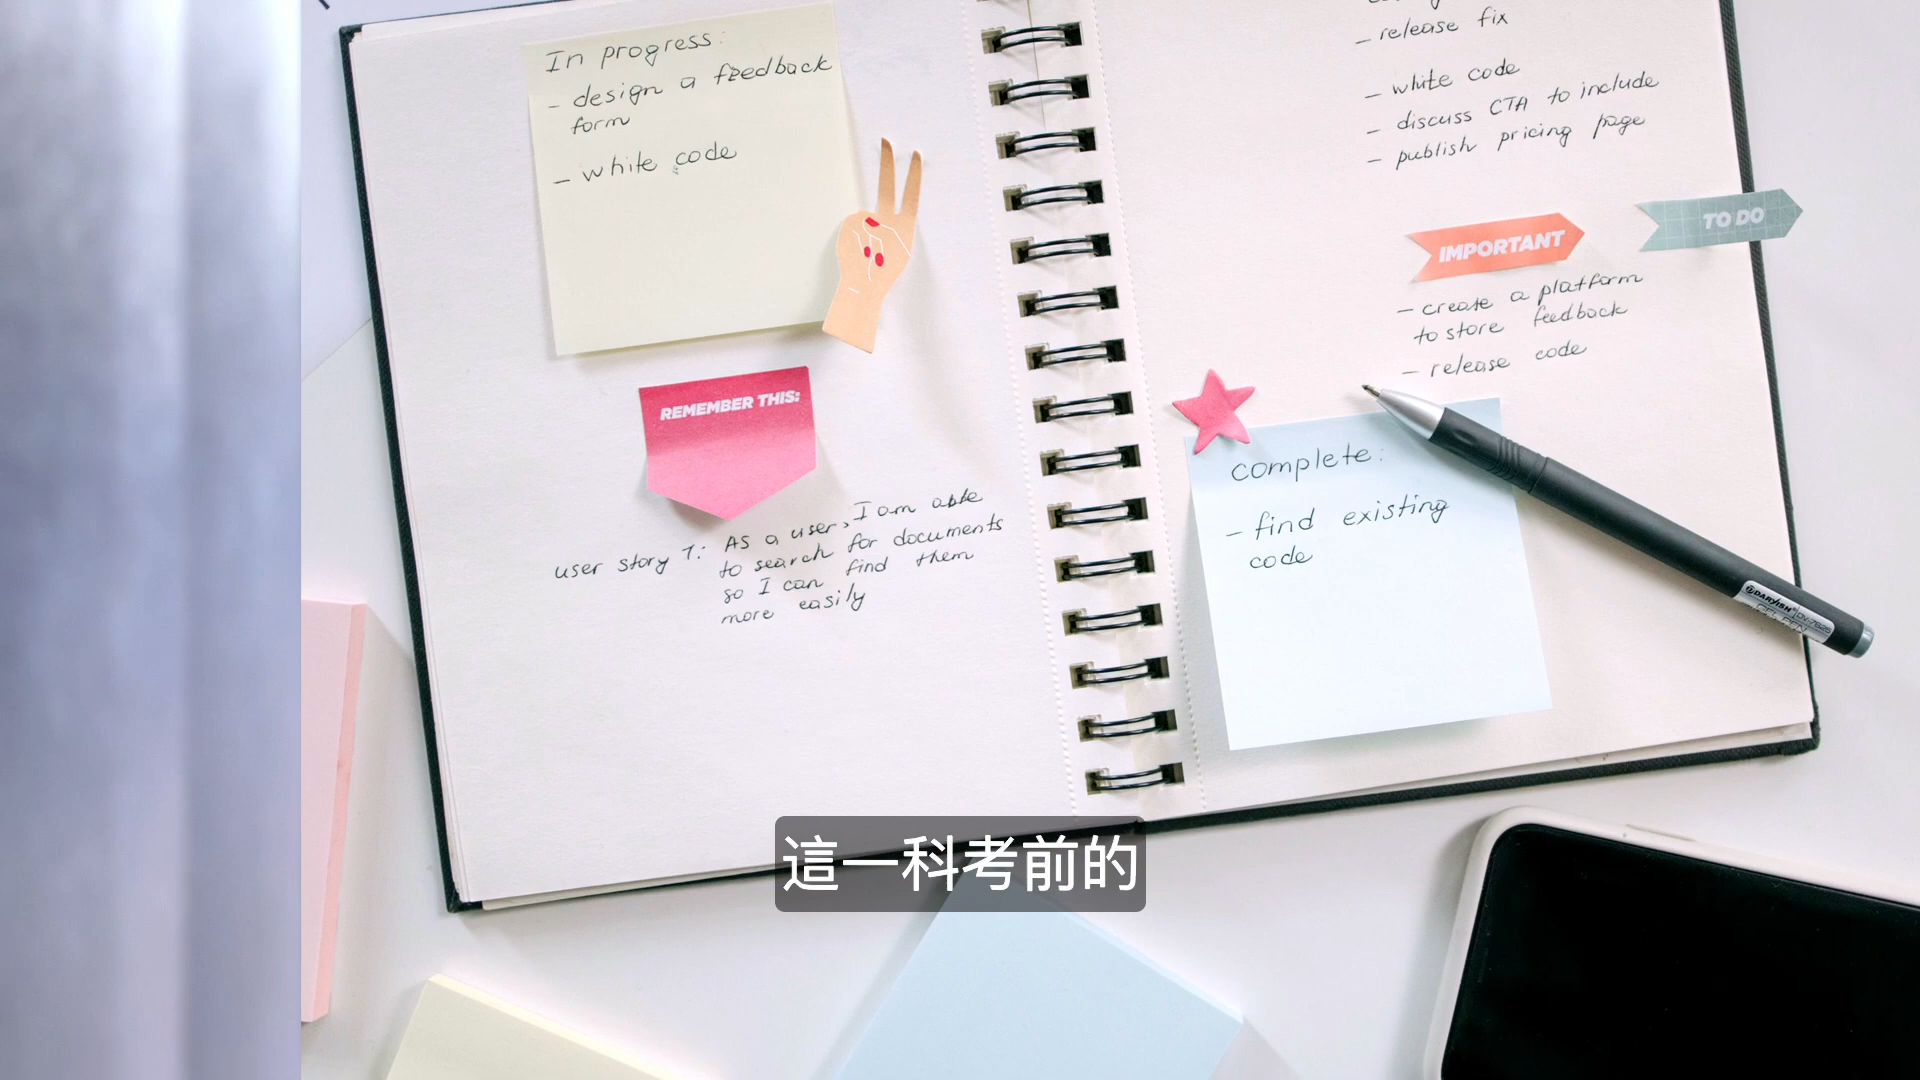 In progress:
- design a feedback
form
- white code
REMEMBER THIS:
user story 1: As a user, I am able
to search for documents
so I can find them
more easily
- release fix
- white code
- discuss CTA to include
- publish pricing page
IMPORTANT
TO DO
- create a platform
to store feedback
- release code
complete:
- find existing
code
DARYISH
GEL PEN
這一科考前的